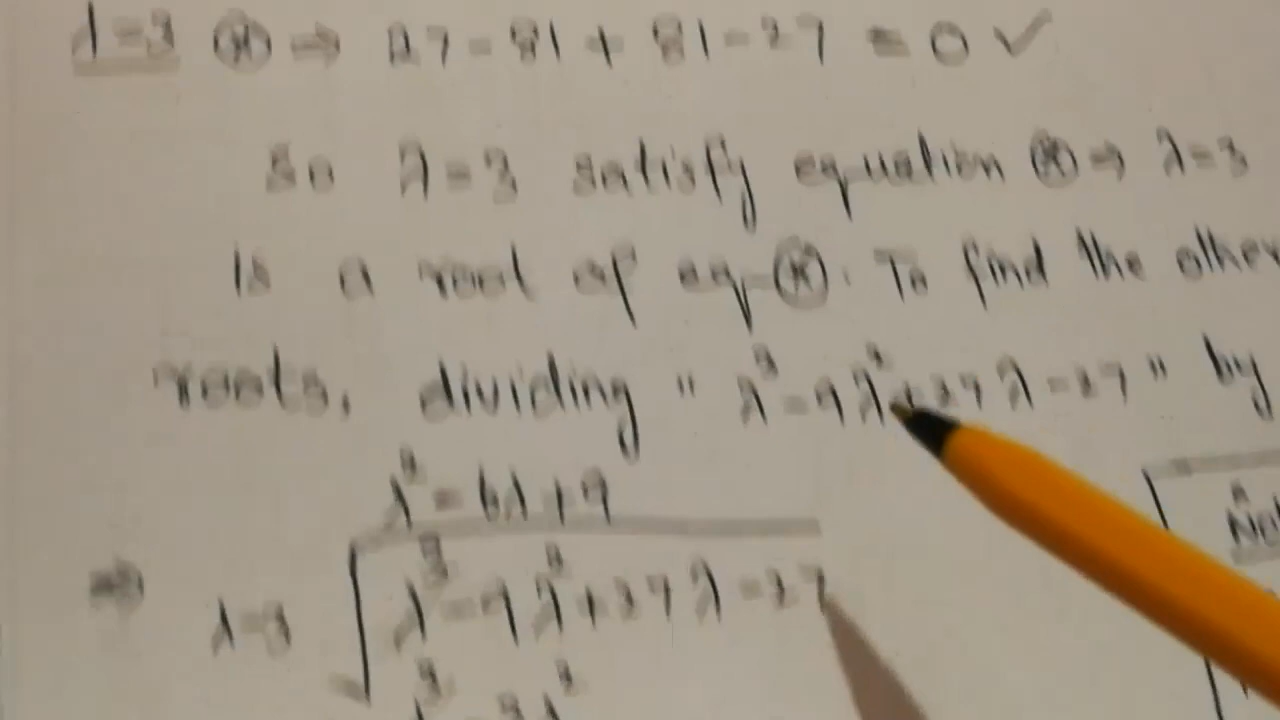 λ=3 ⊛ ⇒ 27-81+81-27 = 0 ✓
So λ=3 satisfy equation ⊛ ⇒ λ=3
is a root of eq-⊛. To find the other
roots, dividing " λ³-9λ²+27λ-27 " by
λ²-6λ+9
⇒ λ-3 √ λ³-9λ²+27λ-27